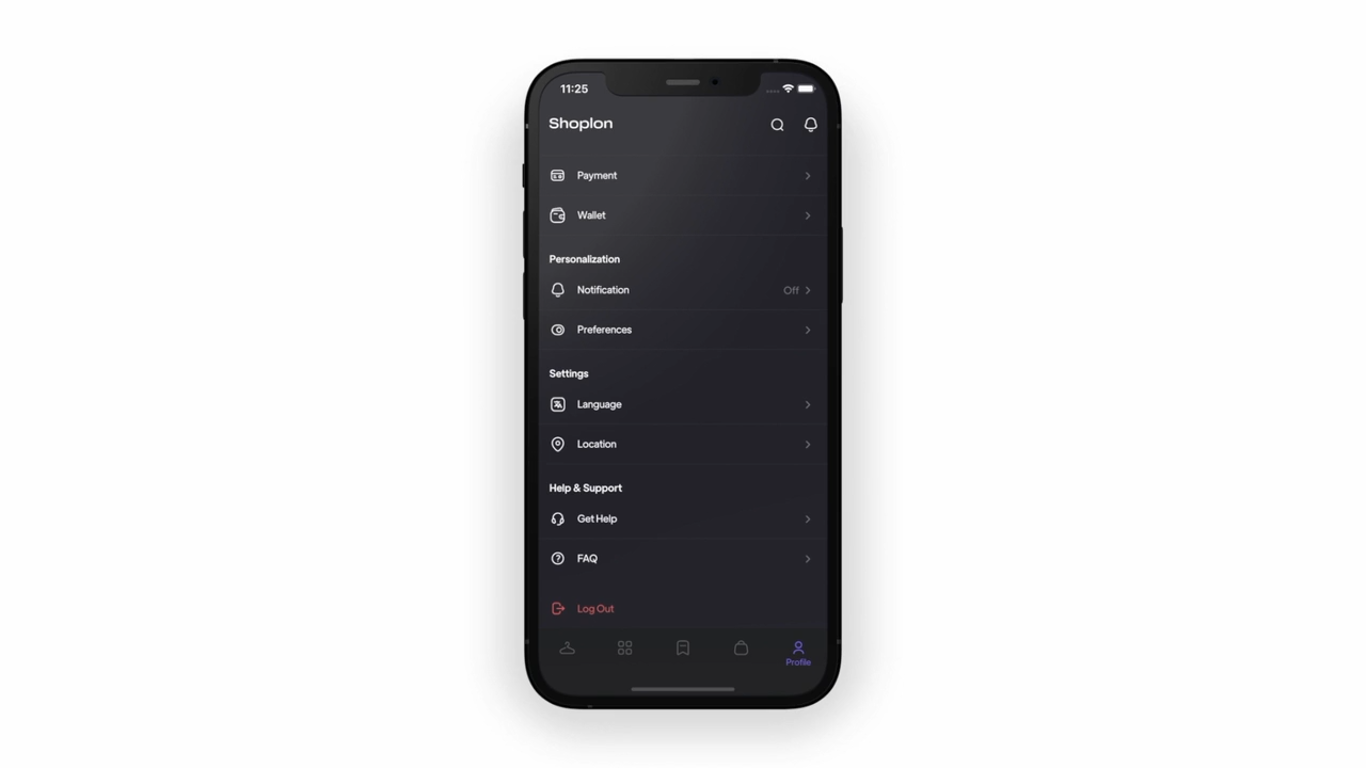 11:25
Shoplon
Payment
Wallet
Personalization
Notification Off
Preferences
Settings
Language
Location
Help & Support
Get Help
FAQ
Log Out
Profile